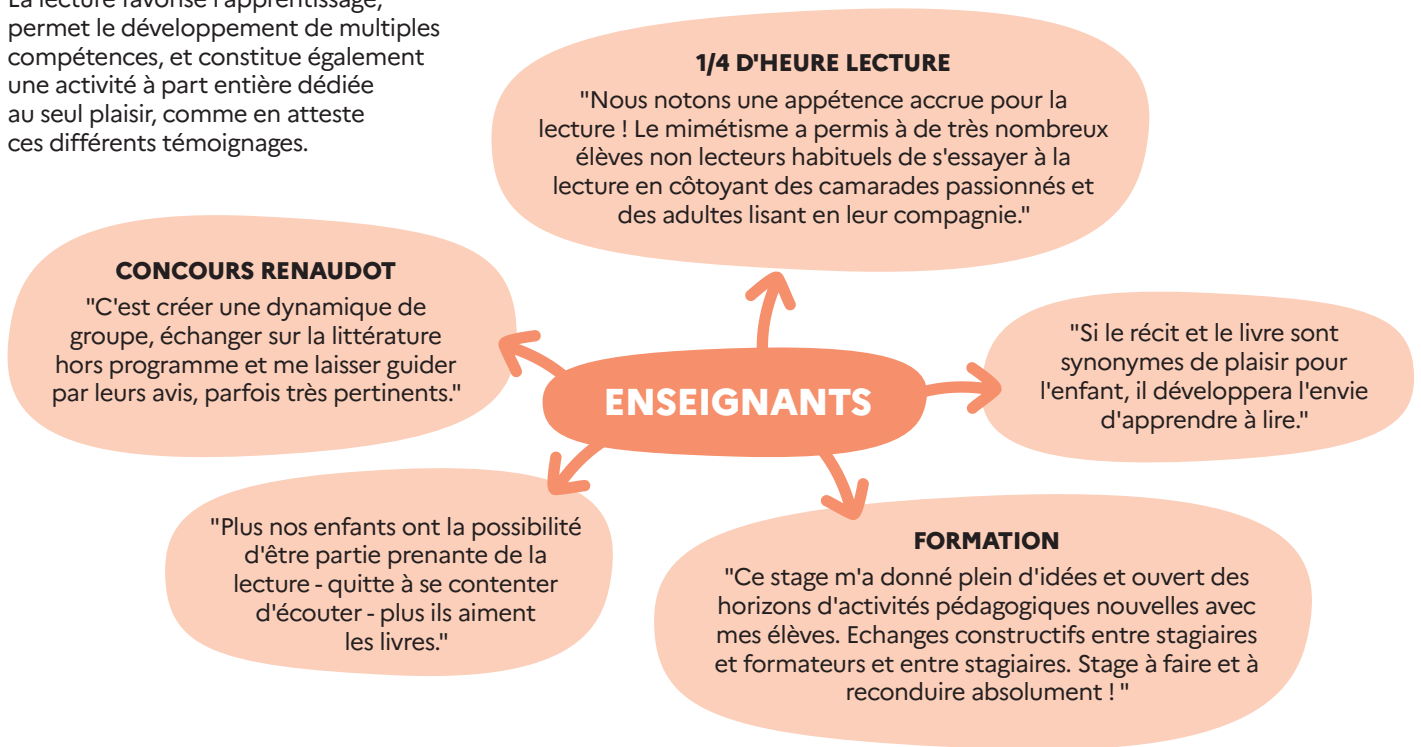 La lecture favorise l'apprentissage,
permet le développement de multiples
compétences, et constitue également
une activité à part entière dédiée
au seul plaisir, comme en atteste
ces différents témoignages.
1/4 D'HEURE LECTURE
"Nous notons une appétence accrue pour la
lecture ! Le mimétisme a permis à de très nombreux
élèves non lecteurs habituels de s'essayer à la
lecture en côtoyant des camarades passionnés et
des adultes lisant en leur compagnie."
CONCOURS RENAUDOT
"C'est créer une dynamique de
groupe, échanger sur la littérature
hors programme et me laisser guider
par leurs avis, parfois très pertinents."
ENSEIGNANTS
"Si le récit et le livre sont
synonymes de plaisir pour
l'enfant, il développera l'envie
d'apprendre à lire."
"Plus nos enfants ont la possibilité
d'être partie prenante de la
lecture - quitte à se contenter
d'écouter - plus ils aiment
les livres."
FORMATION
"Ce stage m'a donné plein d'idées et ouvert des
horizons d'activités pédagogiques nouvelles avec
mes élèves. Echanges constructifs entre stagiaires
et formateurs et entre stagiaires. Stage à faire et à
reconduire absolument ! "